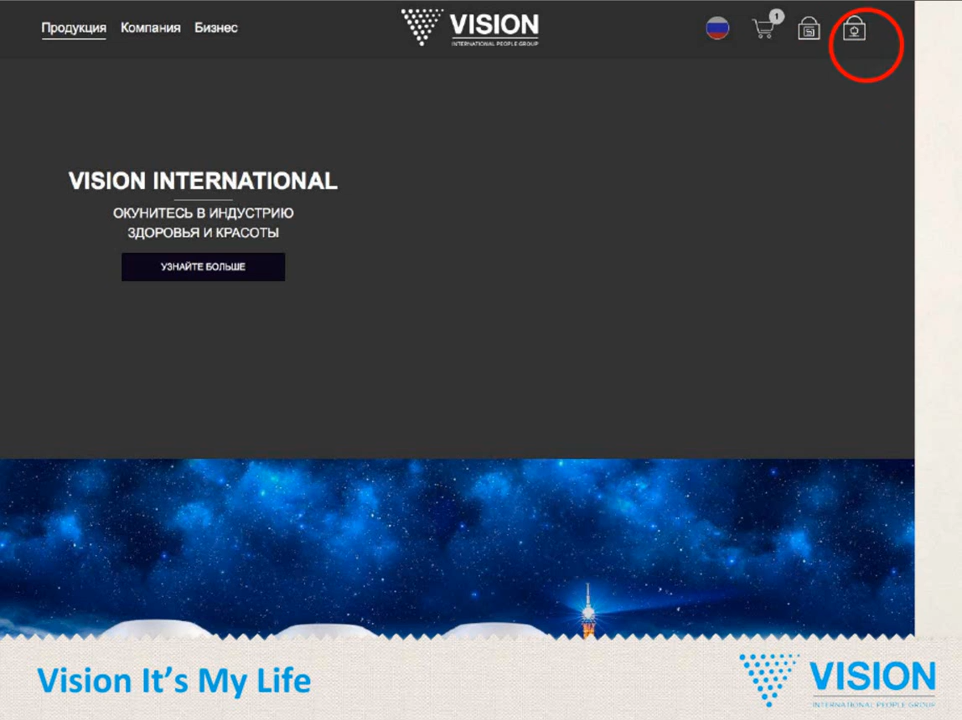 Продукция Компания Бизнес
VISION
INTERNATIONAL PEOPLE GROUP
1
VISION INTERNATIONAL
ОКУНИТЕСЬ В ИНДУСТРИЮ
ЗДОРОВЬЯ И КРАСОТЫ
УЗНАЙТЕ БОЛЬШЕ
Vision It’s My Life
VISION
INTERNATIONAL PEOPLE GROUP